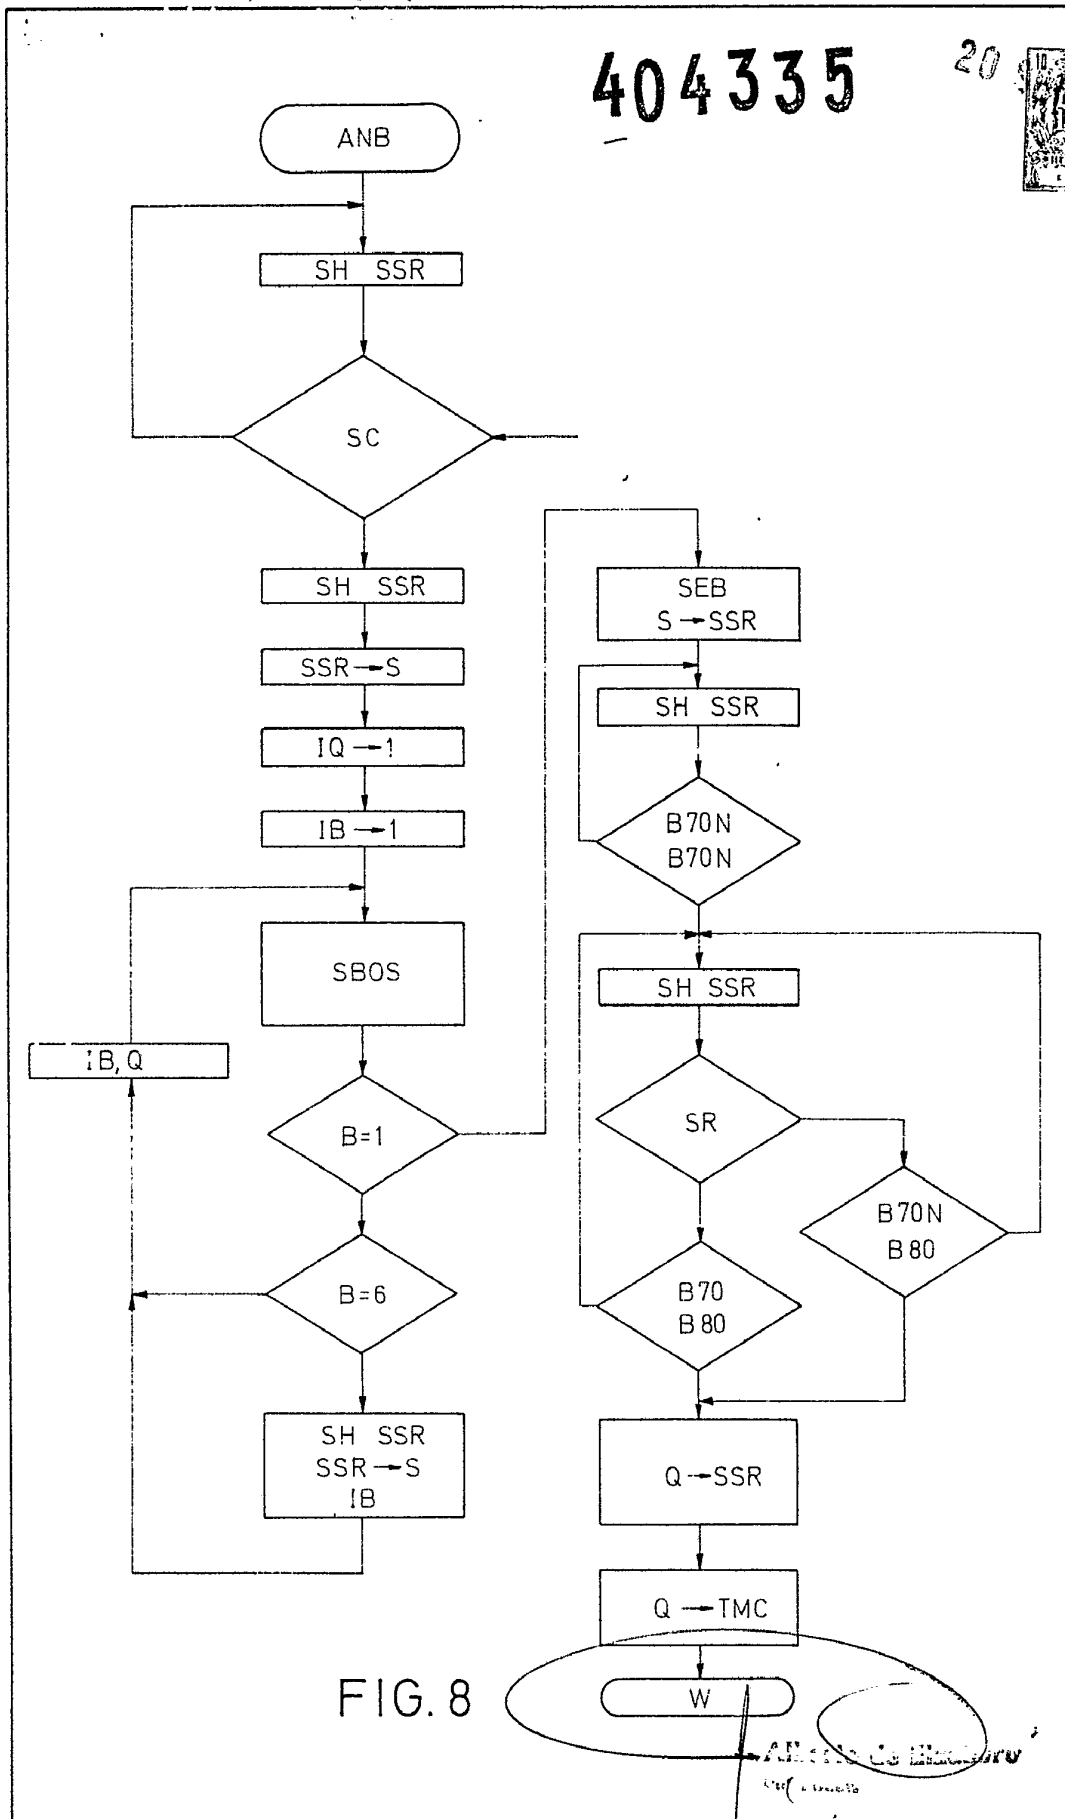 404335
20
ANB
SH SSR
SC
SH SSR
SSR→S
IQ→1
IB→1
SBOS
IB,Q
B=1
B=6
SH SSR
SSR→S
IB
SEB
S→SSR
SH SSR
B70N
B70N
SH SSR
SR
B70N
B80
B70
B80
Q→SSR
Q→TMC
W
FIG. 8
Alberto de